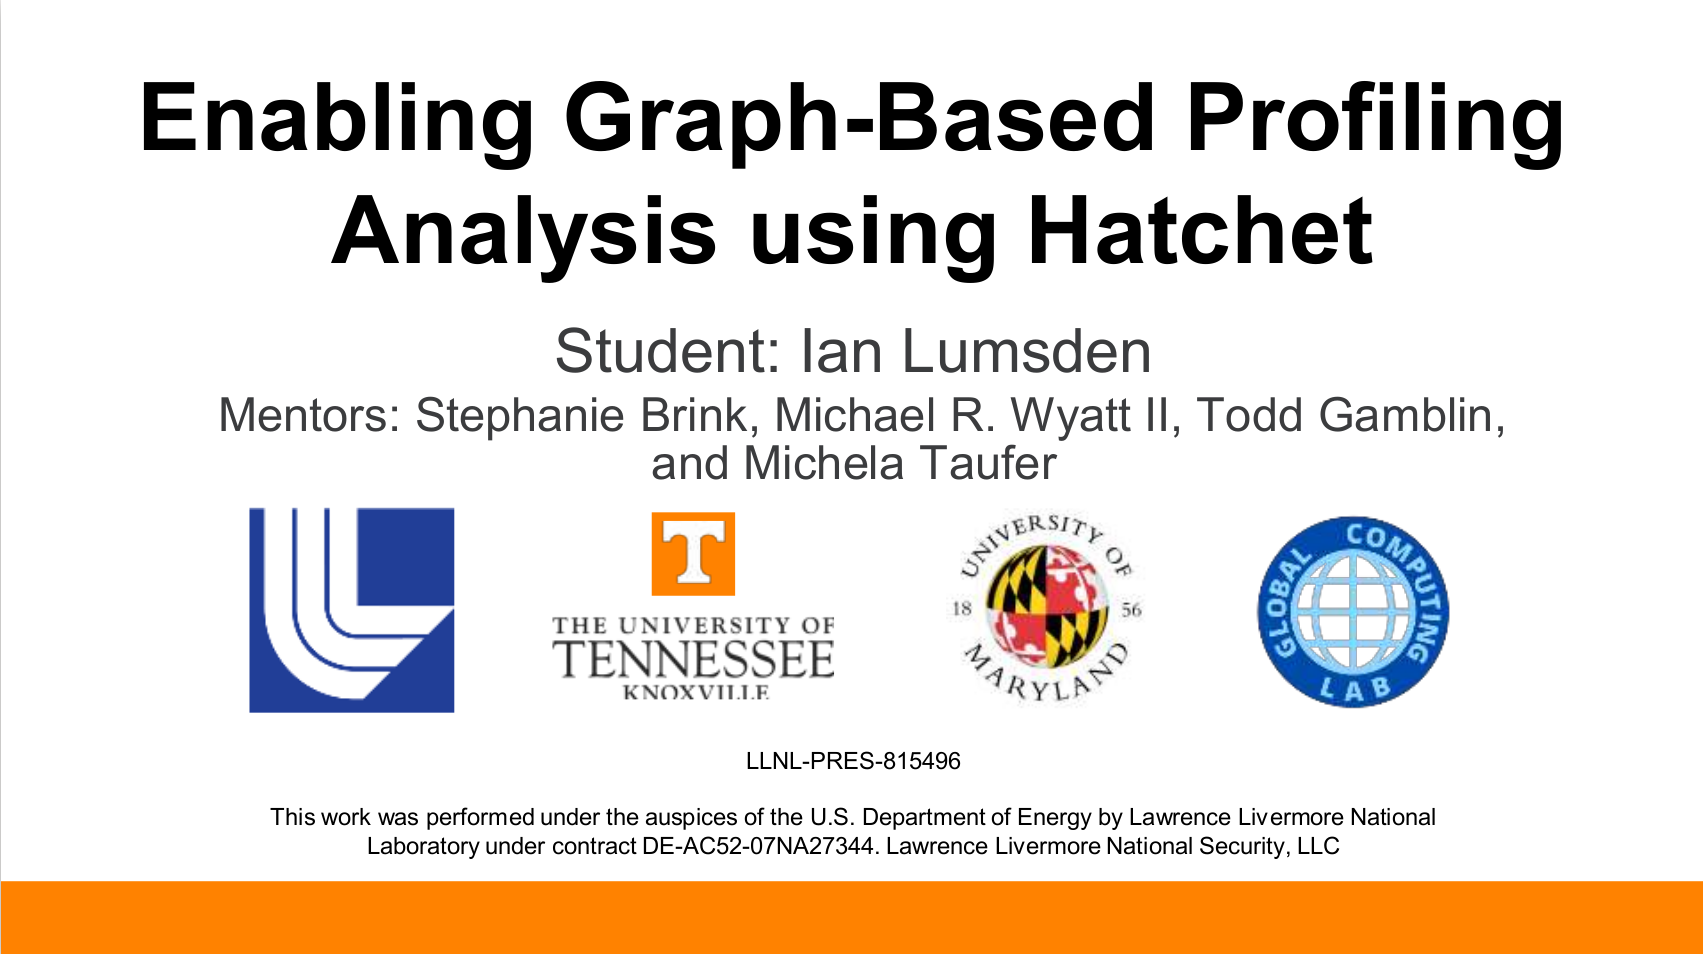 Enabling Graph-Based Profiling
Analysis using Hatchet
Student: Ian Lumsden
Mentors: Stephanie Brink, Michael R. Wyatt II, Todd Gamblin,
and Michela Taufer
T
THE UNIVERSITY OF
TENNESSEE
KNOXVILLE
UNIVERSITY OF
18 56
MARYLAND
GLOBAL COMPUTING
LAB
LLNL-PRES-815496
This work was performed under the auspices of the U.S. Department of Energy by Lawrence Livermore National
Laboratory under contract DE-AC52-07NA27344. Lawrence Livermore National Security, LLC